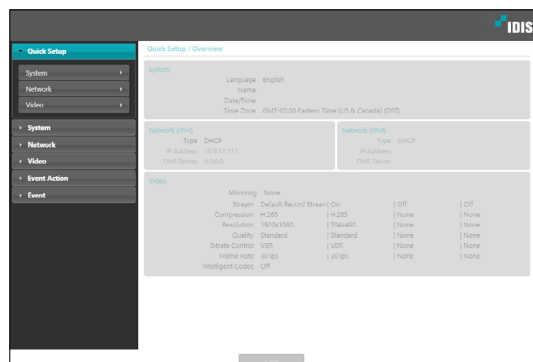 IDIS
Quick Setup
Quick Setup / Overview
System
Network
Video
System
Network
Video
Event Action
Event
System
Language English
Name
Date/Time
Time Zone GMT-05:00 Eastern Time (US & Canada) (DST)
Network (IPv4)
Type DHCP
IP Address 10.0.17.111
DNS Server 0.0.0.0
Network (IPv6)
Type DHCP
IP Address
DNS Server
Video
Mirroring None
Stream Default Record Stream | On | Off | Off
Compression H.265 | H.265 | None | None
Resolution 1920x1080 | 704x480 | None | None
Quality Standard | Standard | None | None
Bitrate Control VBR | VBR | None | None
Frame Rate 30 ips | 30 ips | None | None
Intelligent Codec Off